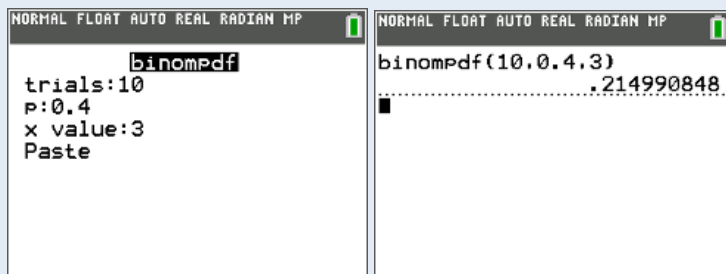 NORMAL FLOAT AUTO REAL RADIAN MP
binompdf
trials:10
p:0.4
x value:3
Paste
NORMAL FLOAT AUTO REAL RADIAN MP
binompdf(10,0.4,3)
.214990848